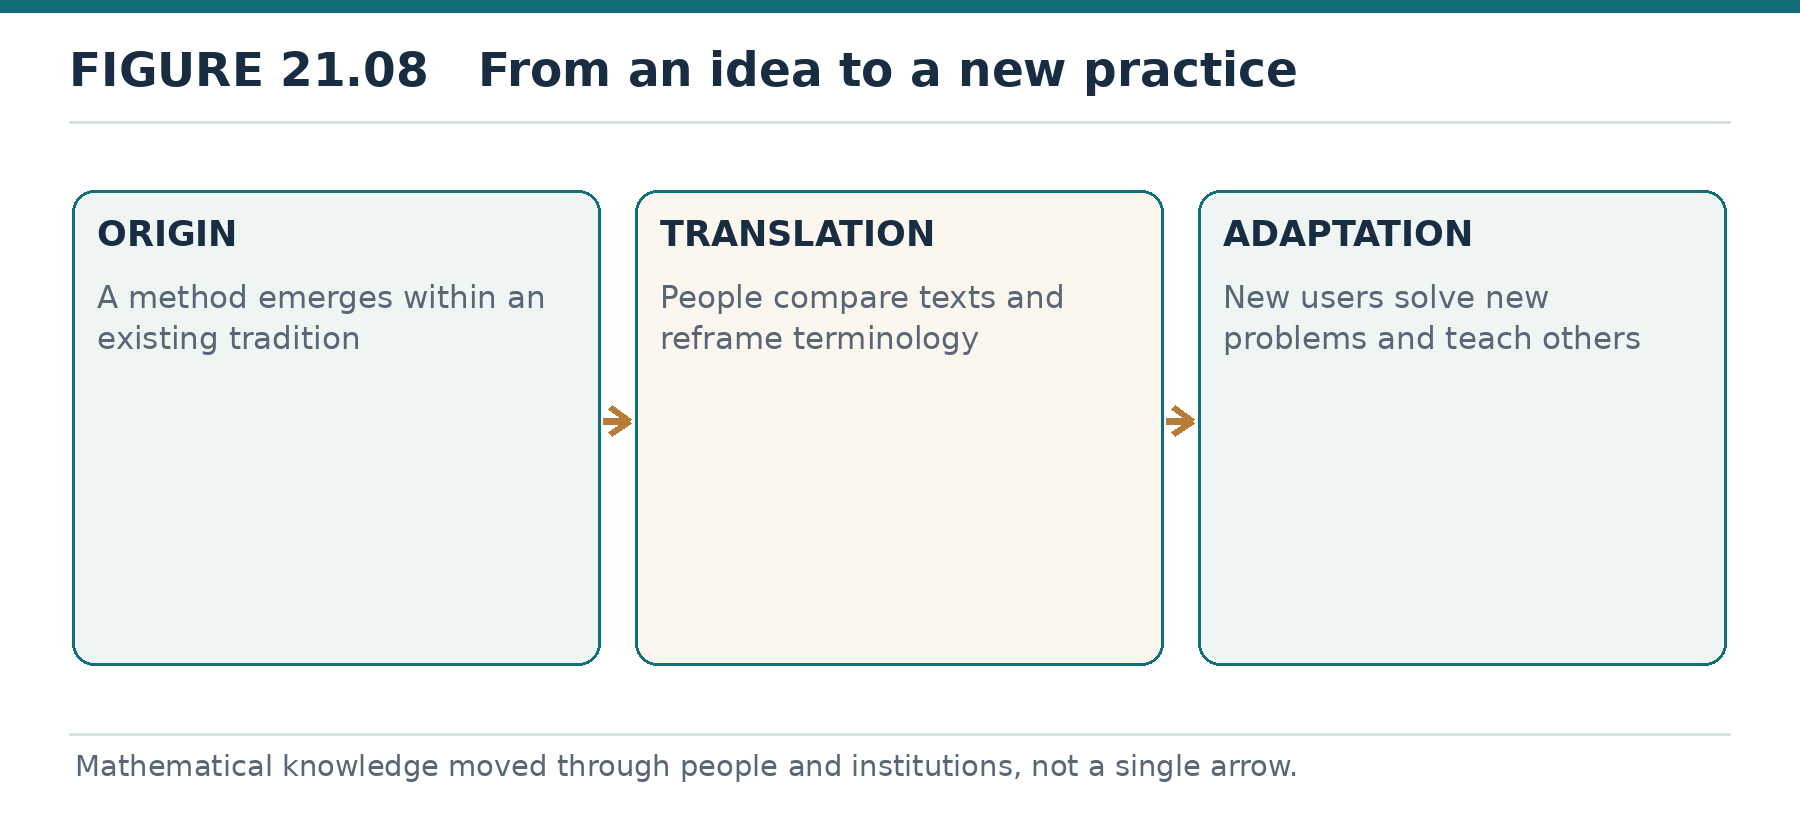 FIGURE 21.08 From an idea to a new practice
ORIGIN
A method emerges within an
existing tradition
TRANSLATION
People compare texts and
reframe terminology
ADAPTATION
New users solve new
problems and teach others
Mathematical knowledge moved through people and institutions, not a single arrow.